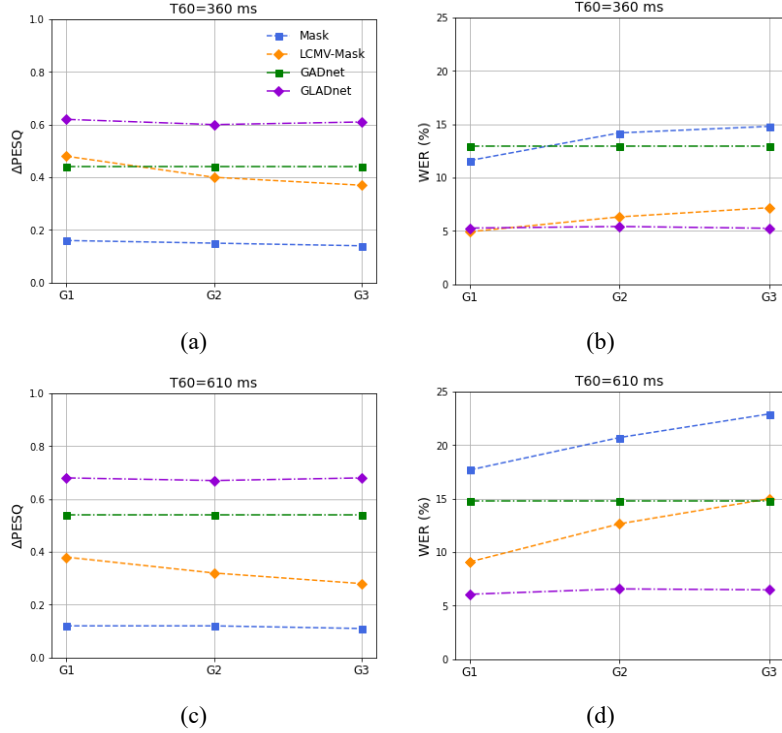 T60=360 ms
1.0
0.8
0.6
0.4
0.2
0.0
ΔPESQ
Mask
LCMV-Mask
GADnet
GLADnet
G1 G2 G3
(a)
T60=360 ms
25
20
15
10
5
0
WER (%)
G1 G2 G3
(b)
T60=610 ms
1.0
0.8
0.6
0.4
0.2
0.0
ΔPESQ
G1 G2 G3
(c)
T60=610 ms
25
20
15
10
5
0
WER (%)
G1 G2 G3
(d)